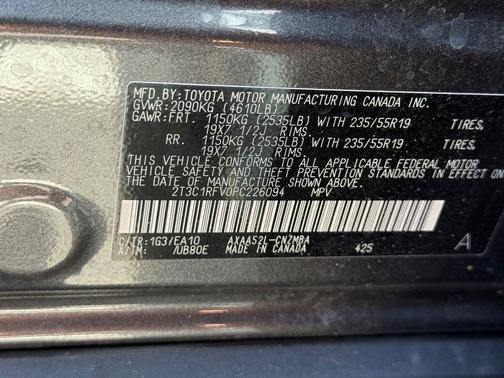 MFD.BY:TOYOTA MOTOR MANUFACTURING CANADA INC.
GVWR:2090KG (4610LB)
GAWR:FRT. 1150KG (2535LB) WITH 235/55R19 TIRES,
19X7 1/2J RIMS,
RR. 1150KG (2535LB) WITH 235/55R19 TIRES,
19X7 1/2J RIMS,
THIS VEHICLE CONFORMS TO ALL APPLICABLE FEDERAL MOTOR
VEHICLE SAFETY AND THEFT PREVENTION STANDARDS IN EFFECT ON
THE DATE OF MANUFACTURE SHOWN ABOVE.
2T3C1RFV0PC226094 MPV
C/TR:1G3/EA10 AXAA52L-CNZMBA 425
A/TM: /UB80E MADE IN CANADA A